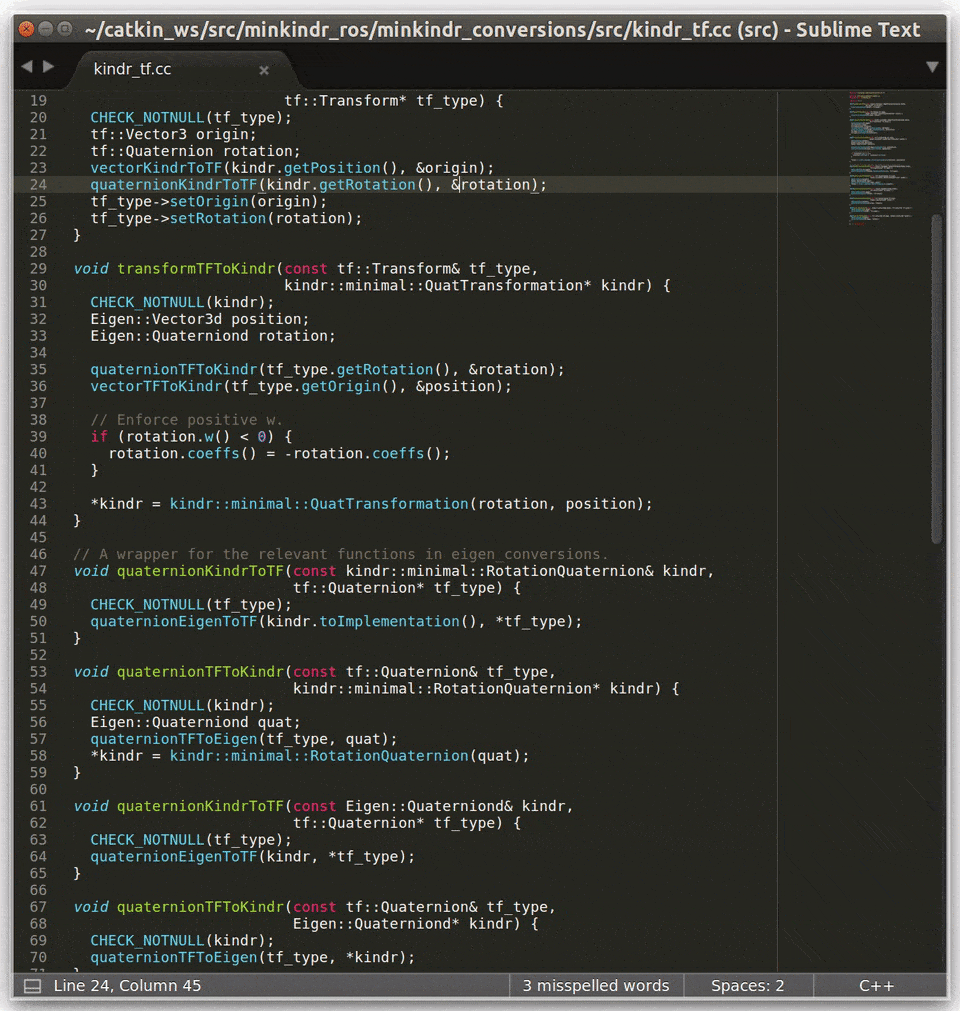 ~/catkin_ws/src/minkindr_ros/minkindr_conversions/src/kindr_tf.cc (src) - Sublime Text
kindr_tf.cc
19                           tf::Transform* tf_type) {
20     CHECK_NOTNULL(tf_type);
21     tf::Vector3 origin;
22     tf::Quaternion rotation;
23     vectorKindrToTF(kindr.getPosition(), &origin);
24     quaternionKindrToTF(kindr.getRotation(), &rotation);
25     tf_type->setOrigin(origin);
26     tf_type->setRotation(rotation);
27   }
28
29   void transformTFToKindr(const tf::Transform& tf_type,
30                           kindr::minimal::QuatTransformation* kindr) {
31     CHECK_NOTNULL(kindr);
32     Eigen::Vector3d position;
33     Eigen::Quaterniond rotation;
34
35     quaternionTFToKindr(tf_type.getRotation(), &rotation);
36     vectorTFToKindr(tf_type.getOrigin(), &position);
37
38     // Enforce positive w.
39     if (rotation.w() < 0) {
40       rotation.coeffs() = -rotation.coeffs();
41     }
42
43     *kindr = kindr::minimal::QuatTransformation(rotation, position);
44   }
45
46   // A wrapper for the relevant functions in eigen_conversions.
47   void quaternionKindrToTF(const kindr::minimal::RotationQuaternion& kindr,
48                            tf::Quaternion* tf_type) {
49     CHECK_NOTNULL(tf_type);
50     quaternionEigenToTF(kindr.toImplementation(), *tf_type);
51   }
52
53   void quaternionTFToKindr(const tf::Quaternion& tf_type,
54                            kindr::minimal::RotationQuaternion* kindr) {
55     CHECK_NOTNULL(kindr);
56     Eigen::Quaterniond quat;
57     quaternionTFToEigen(tf_type, quat);
58     *kindr = kindr::minimal::RotationQuaternion(quat);
59   }
60
61   void quaternionKindrToTF(const Eigen::Quaterniond& kindr,
62                            tf::Quaternion* tf_type) {
63     CHECK_NOTNULL(tf_type);
64     quaternionEigenToTF(kindr, *tf_type);
65   }
66
67   void quaternionTFToKindr(const tf::Quaternion& tf_type,
68                            Eigen::Quaterniond* kindr) {
69     CHECK_NOTNULL(kindr);
70     quaternionTFToEigen(tf_type, *kindr);
71   }
Line 24, Column 45
3 misspelled words
Spaces: 2
C++